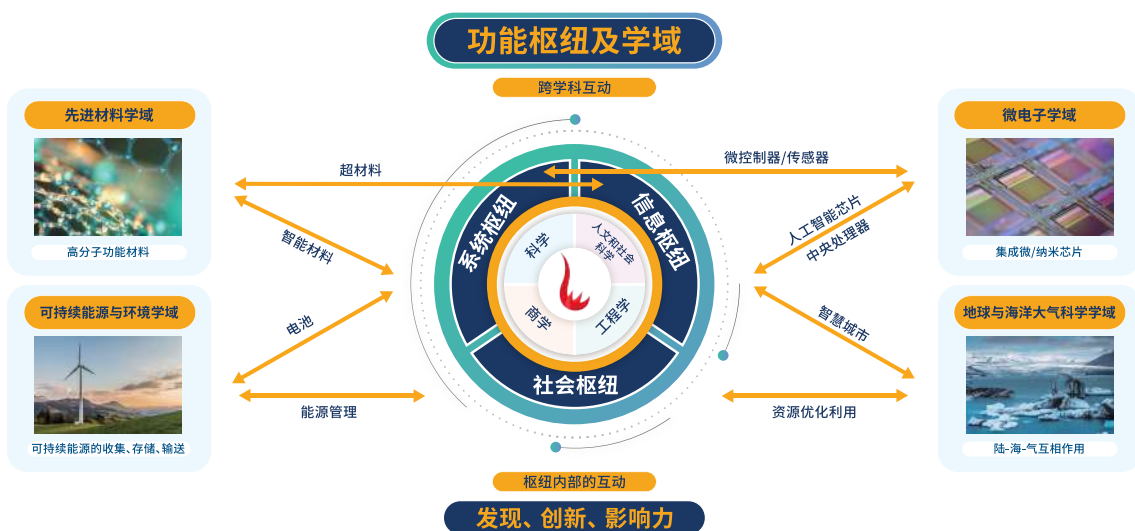 功能枢纽及学域
跨学科互动
先进材料学域
高分子功能材料
可持续能源与环境学域
可持续能源的收集、存储、输送
超材料
智能材料
电池
能源管理
系统枢纽
信息枢纽
社会枢纽
科学
人文和社会
科学
商学
工程学
微控制器/传感器
人工智能芯片
中央处理器
智慧城市
资源优化利用
微电子学域
集成微/纳米芯片
地球与海洋大气科学学域
陆-海-气互相作用
枢纽内部的互动
发现、创新、影响力